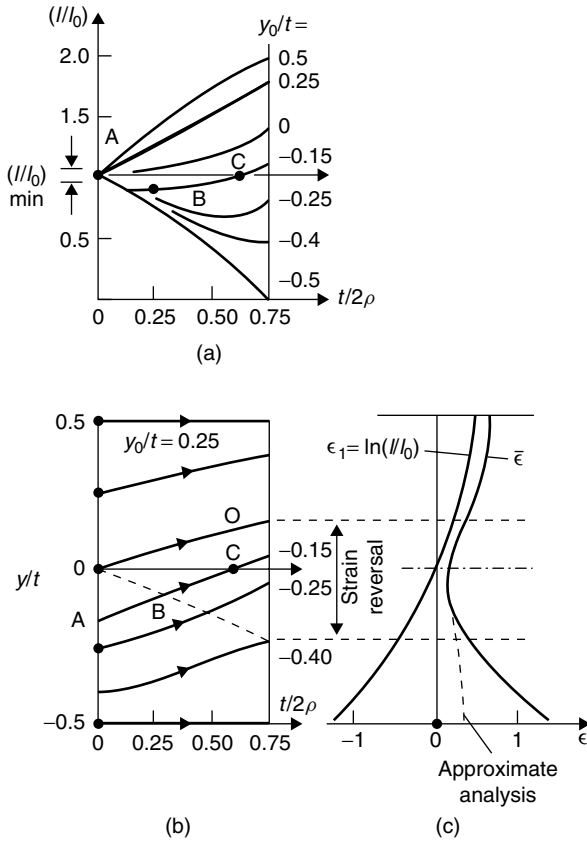 (l/l₀)
y₀/t =
2.0
0.5
0.25
1.5
A
0
C
−0.15
(l/l₀)
min
B
−0.25
0.5
−0.4
−0.5
0 0.25 0.50 0.75 t/2ρ
(a)
0.5
y₀/t = 0.25
ϵ₁ = ln(l/l₀)
ϵ̄
O
C
−0.15
y/t
0
−0.25
Strain
reversal
A
B
−0.40
−0.5
t/2ρ
0 0.25 0.50 0.75
−1 0 1 ϵ
Approximate
analysis
(b)
(c)